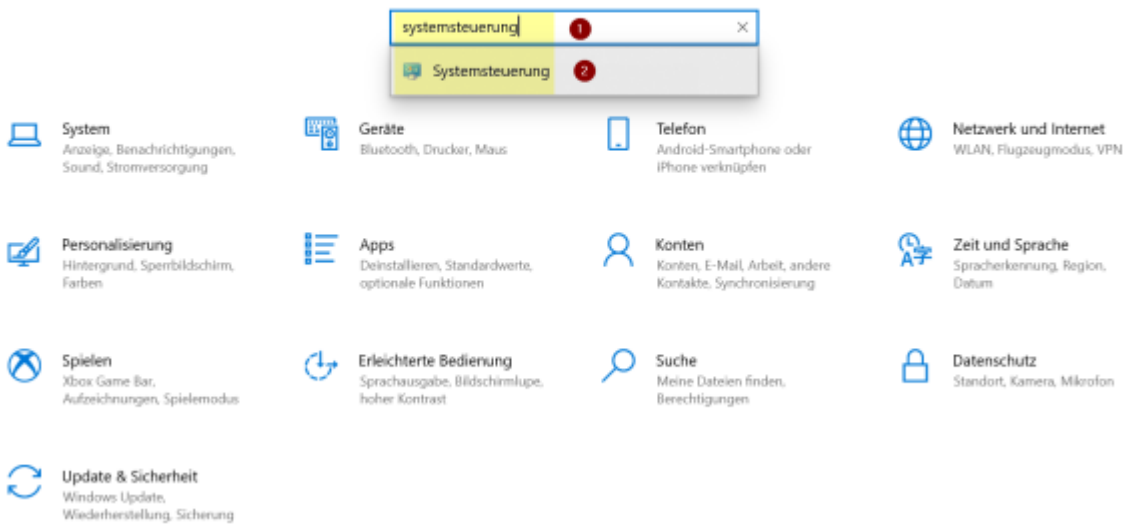 systemsteuerung
1
Systemsteuerung
2
System
Anzeige, Benachrichtigungen,
Sound, Stromversorgung
Geräte
Bluetooth, Drucker, Maus
Telefon
Android-Smartphone oder
iPhone verknüpfen
Netzwerk und Internet
WLAN, Flugzeugmodus, VPN
Personalisierung
Hintergrund, Sperrbildschirm,
Farben
Apps
Deinstallieren, Standardwerte,
optionale Funktionen
Konten
Konten, E-Mail, Arbeit, andere
Kontakte, Synchronisierung
Zeit und Sprache
Spracherkennung, Region,
Datum
Spielen
Xbox Game Bar,
Aufzeichnungen, Spielemodus
Erleichterte Bedienung
Sprachausgabe, Bildschirmlupe,
hoher Kontrast
Suche
Meine Dateien finden,
Berechtigungen
Datenschutz
Standort, Kamera, Mikrofon
Update & Sicherheit
Windows Update,
Wiederherstellung, Sicherung